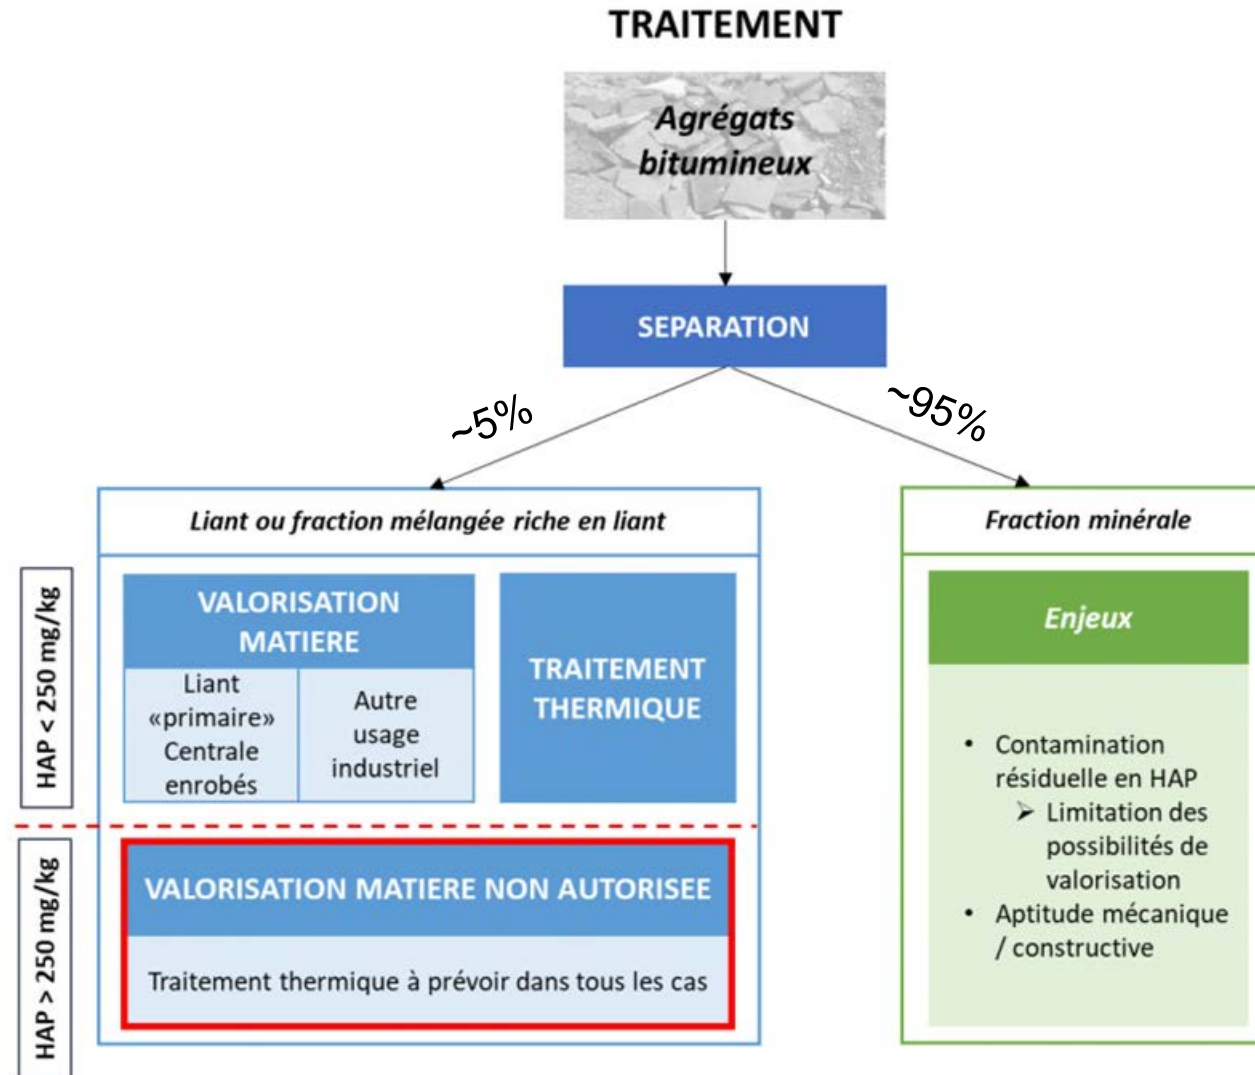 TRAITEMENT
Agrégats
bitumineux
SEPARATION
~5%
~95%
Liant ou fraction mélangée riche en liant
HAP < 250 mg/kg
VALORISATION
MATIERE
Liant
«primaire»
Centrale
enrobés
Autre
usage
industriel
TRAITEMENT
THERMIQUE
HAP > 250 mg/kg
VALORISATION MATIERE NON AUTORISEE
Traitement thermique à prévoir dans tous les cas
Fraction minérale
Enjeux
• Contamination
résiduelle en HAP
➢ Limitation des
possibilités de
valorisation
• Aptitude mécanique
/ constructive